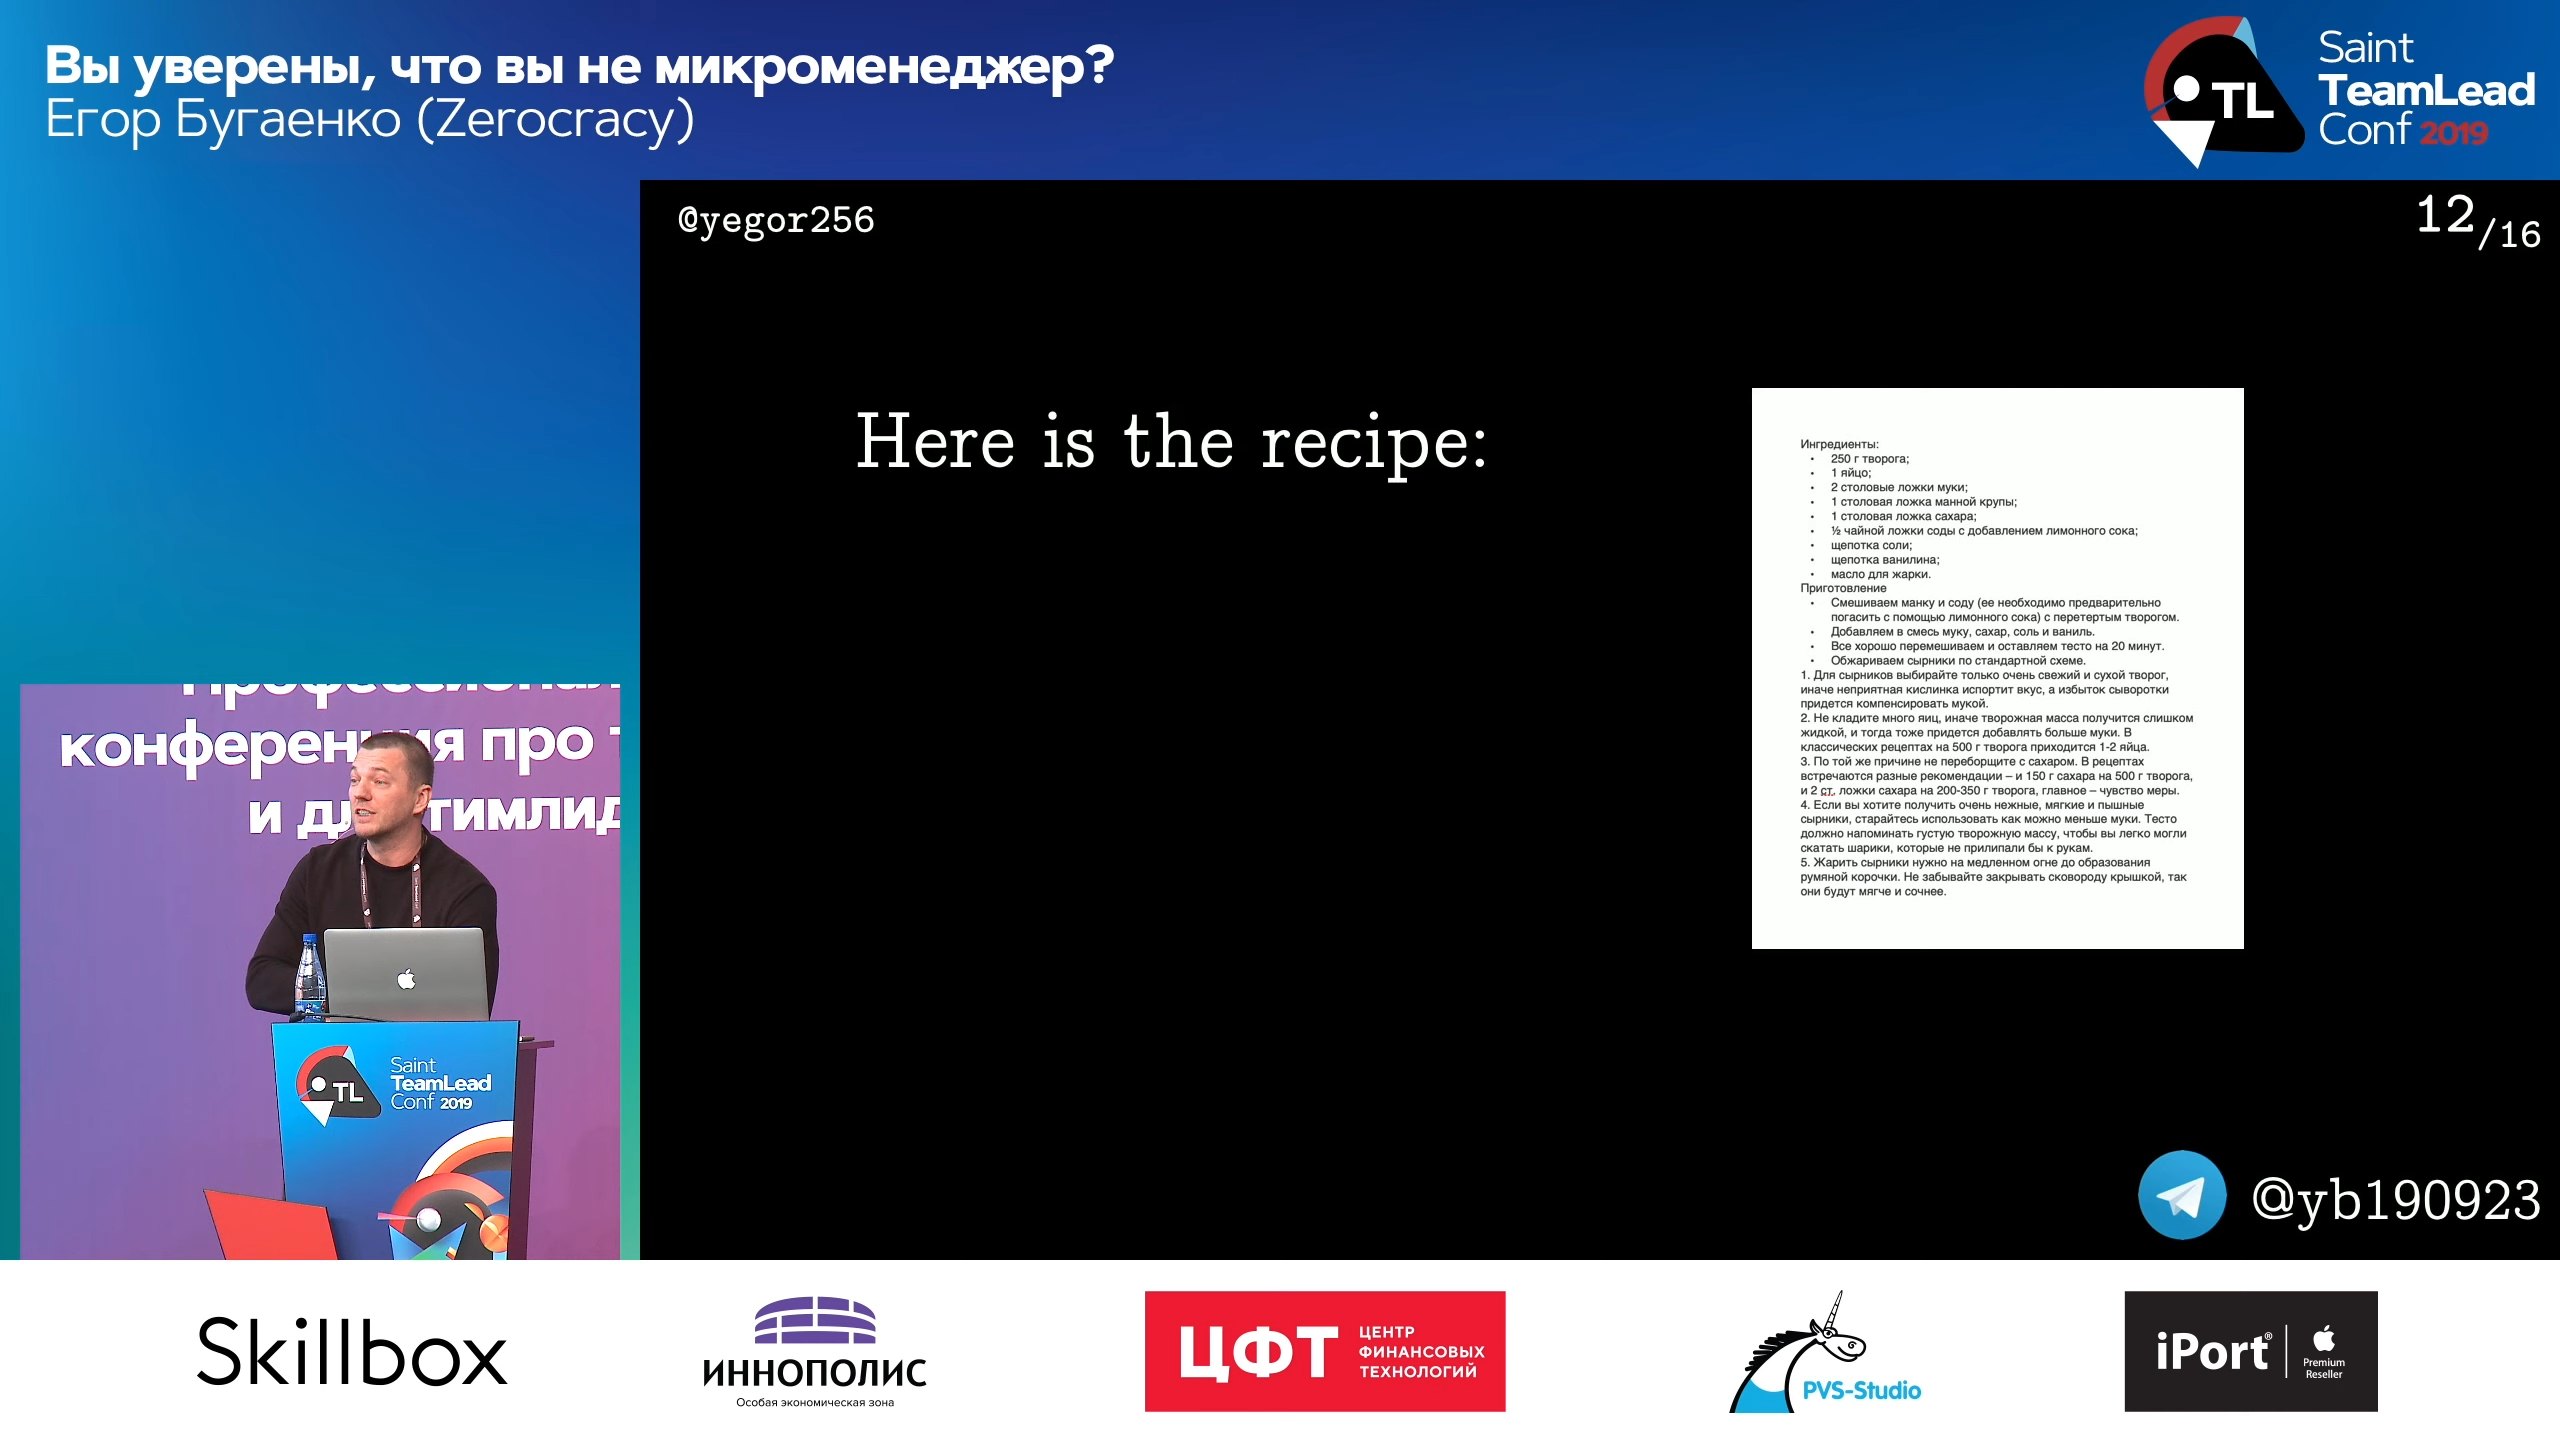 Вы уверены, что вы не микроменеджер?
Егор Бугаенко (Zerocracy)
TL
Saint
TeamLead
Conf 2019
@yegor256
12/16
Here is the recipe:
Ингредиенты:
• 250 г творога;
• 1 яйцо;
• 2 столовые ложки муки;
• 1 столовая ложка манной крупы;
• 1 столовая ложка сахара;
• ½ чайной ложки соды с добавлением лимонного сока;
• щепотка соли;
• щепотка ванилина;
• масло для жарки.
Приготовление
• Смешиваем манку и соду (ее необходимо предварительно
погасить с помощью лимонного сока) с перетертым творогом.
• Добавляем в смесь муку, сахар, соль и ваниль.
• Все хорошо перемешиваем и оставляем тесто на 20 минут.
• Обжариваем сырники по стандартной схеме.
1. Для сырников выбирайте только очень свежий и сухой творог,
иначе неприятная кислинка испортит вкус, а избыток сыворотки
придется компенсировать мукой.
2. Не кладите много яиц, иначе творожная масса получится слишком
жидкой, и тогда тоже придется добавлять больше муки. В
классических рецептах на 500 г творога приходится 1-2 яйца.
3. По той же причине не переборщите с сахаром. В рецептах
встречаются разные рекомендации – и 150 г сахара на 500 г творога,
и 2 ст. ложки сахара на 200-350 г творога, главное – чувство меры.
4. Если вы хотите получить очень нежные, мягкие и пышные
сырники, старайтесь использовать как можно меньше муки. Тесто
должно напоминать густую творожную массу, чтобы вы легко могли
скатать шарики, которые не прилипали бы к рукам.
5. Жарить сырники нужно на медленном огне до образования
румяной корочки. Не забывайте закрывать сковороду крышкой, так
они будут мягче и сочнее.
@yb190923
Профессионал
конференция про т
и для тимлид
TL
Saint
TeamLead
Conf 2019
Skillbox
ИННОПОЛИС
Особая экономическая зона
ЦФТ
ЦЕНТР
ФИНАНСОВЫХ
ТЕХНОЛОГИЙ
PVS-Studio
iPort®
Premium
Reseller